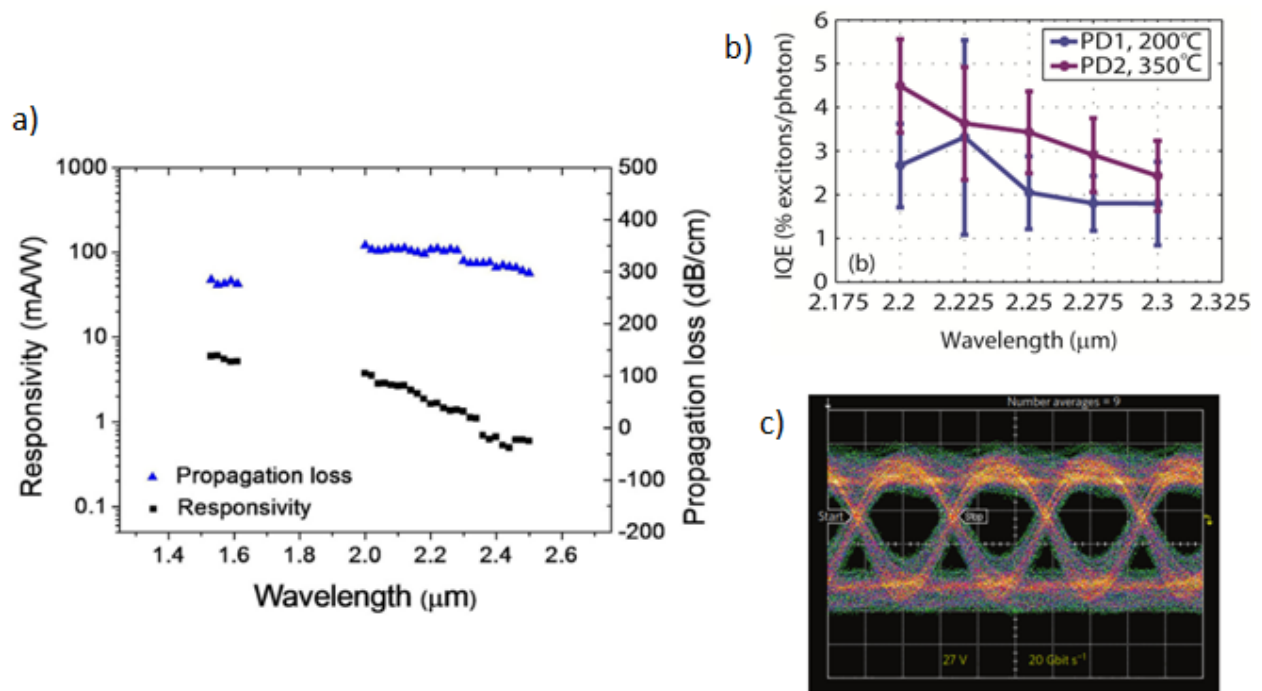 a)
Responsivity (mA/W)
1000
100
10
1
0.1
500
400
300
200
100
0
-100
-200
Propagation loss (dB/cm)
Propagation loss
Responsivity
1.4 1.6 1.8 2.0 2.2 2.4 2.6
Wavelength (μm)
b)
IQE (% excitons/photon)
6
5
4
3
2
1
0
PD1, 200°C
PD2, 350°C
(b)
2.175 2.2 2.225 2.25 2.275 2.3 2.325
Wavelength (μm)
c)
Number averages = 9
Start Stop
27 V 20 Gbit s⁻¹